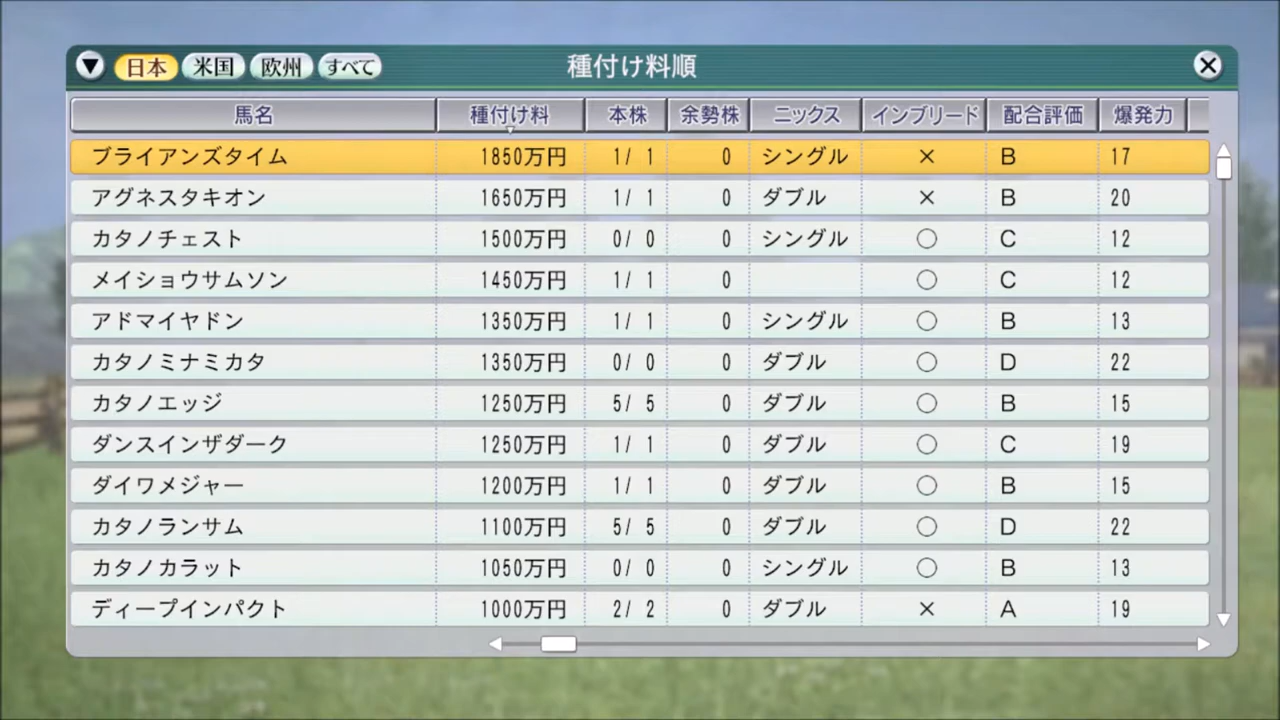 日本 米国 欧州 すべて 種付け料順
馬名 種付け料 本株 余勢株 ニックス インブリード 配合評価 爆発力
ブライアンズタイム 1850万円 1/ 1 0 シングル × B 17
アグネスタキオン 1650万円 1/ 1 0 ダブル × B 20
カタノチェスト 1500万円 0/ 0 0 シングル ○ C 12
メイショウサムソン 1450万円 1/ 1 0 ○ C 12
アドマイヤドン 1350万円 1/ 1 0 シングル ○ B 13
カタノミナミカタ 1350万円 0/ 0 0 ダブル ○ D 22
カタノエッジ 1250万円 5/ 5 0 ダブル ○ B 15
ダンスインザダーク 1250万円 1/ 1 0 ダブル ○ C 19
ダイワメジャー 1200万円 1/ 1 0 ダブル ○ B 15
カタノランサム 1100万円 5/ 5 0 ダブル ○ D 22
カタノカラット 1050万円 0/ 0 0 シングル ○ B 13
ディープインパクト 1000万円 2/ 2 0 ダブル × A 19